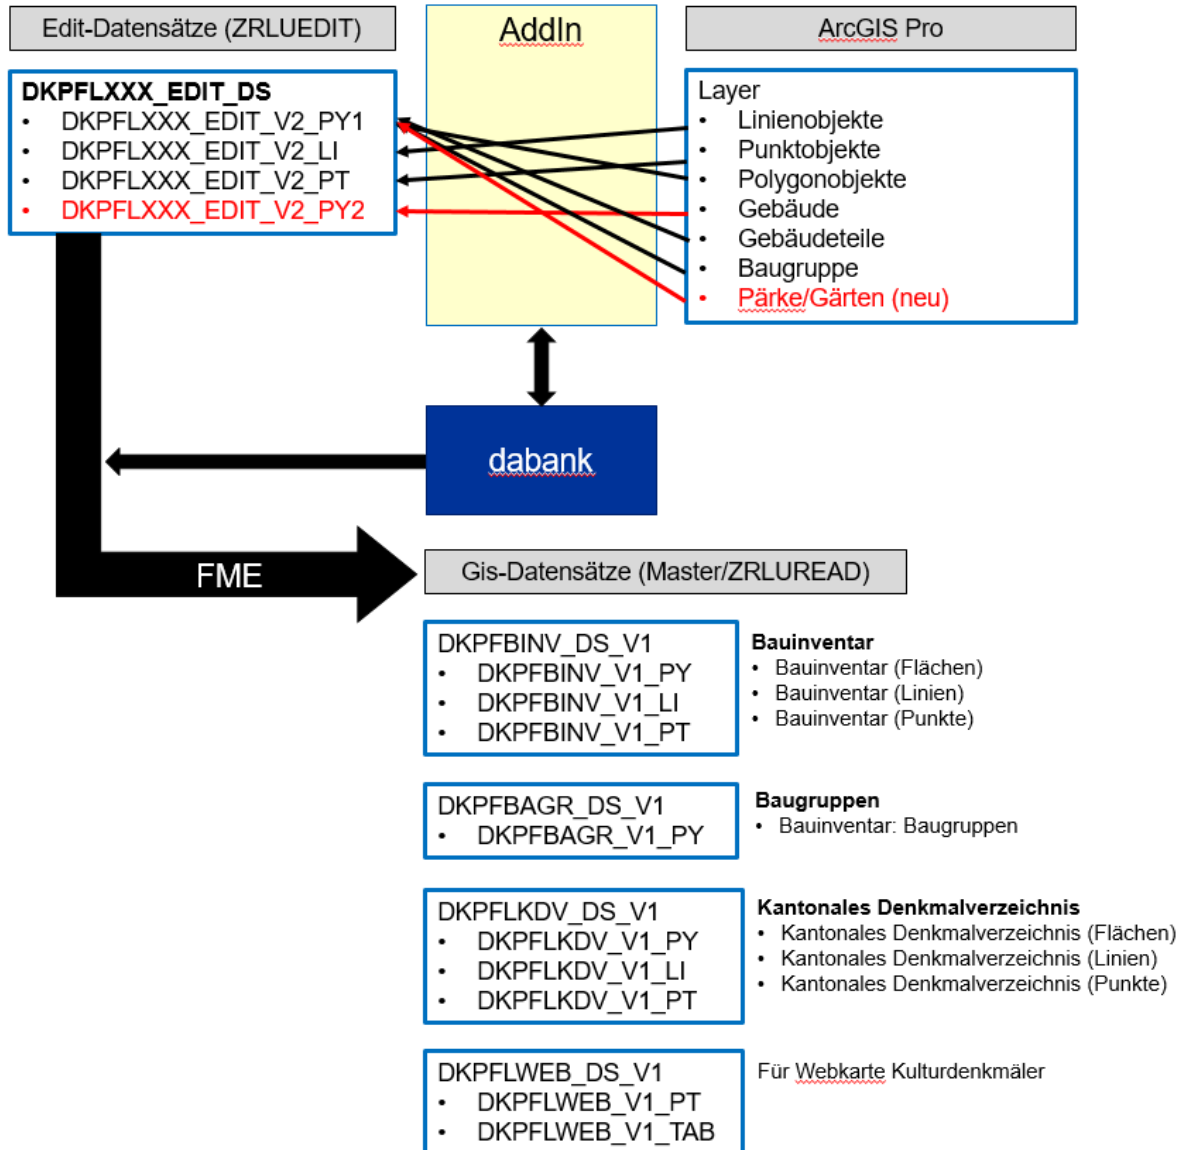 Edit-Datensätze (ZRLUEDIT)
AddIn
ArcGIS Pro
DKPFLXXX_EDIT_DS
• DKPFLXXX_EDIT_V2_PY1
• DKPFLXXX_EDIT_V2_LI
• DKPFLXXX_EDIT_V2_PT
• DKPFLXXX_EDIT_V2_PY2
Layer
• Linienobjekte
• Punktobjekte
• Polygonobjekte
• Gebäude
• Gebäudeteile
• Baugruppe
• Pärke/Gärten (neu)
dabank
FME
Gis-Datensätze (Master/ZRLUREAD)
DKPFBINV_DS_V1
• DKPFBINV_V1_PY
• DKPFBINV_V1_LI
• DKPFBINV_V1_PT
Bauinventar
• Bauinventar (Flächen)
• Bauinventar (Linien)
• Bauinventar (Punkte)
DKPFBAGR_DS_V1
• DKPFBAGR_V1_PY
Baugruppen
• Bauinventar: Baugruppen
DKPFLKDV_DS_V1
• DKPFLKDV_V1_PY
• DKPFLKDV_V1_LI
• DKPFLKDV_V1_PT
Kantonales Denkmalverzeichnis
• Kantonales Denkmalverzeichnis (Flächen)
• Kantonales Denkmalverzeichnis (Linien)
• Kantonales Denkmalverzeichnis (Punkte)
DKPFLWEB_DS_V1
• DKPFLWEB_V1_PT
• DKPFLWEB_V1_TAB
Für Webkarte Kulturdenkmäler